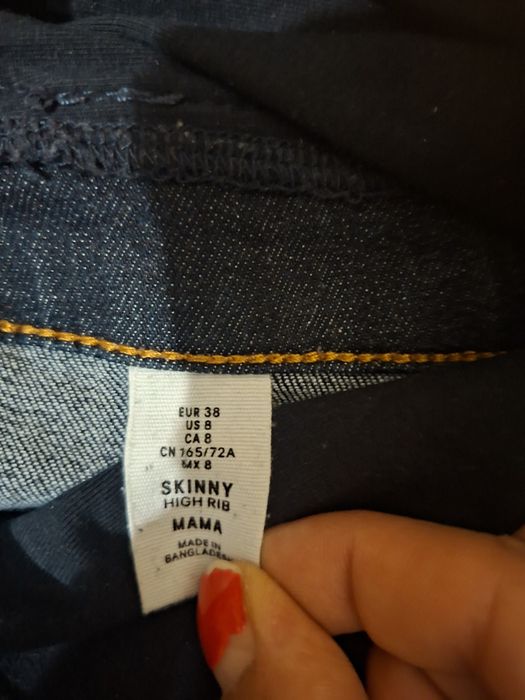 EUR 38
US 8
CA 8
CN 165/72A
MX 8
SKINNY
HIGH RIB
MAMA
MADE IN
BANGLADESH